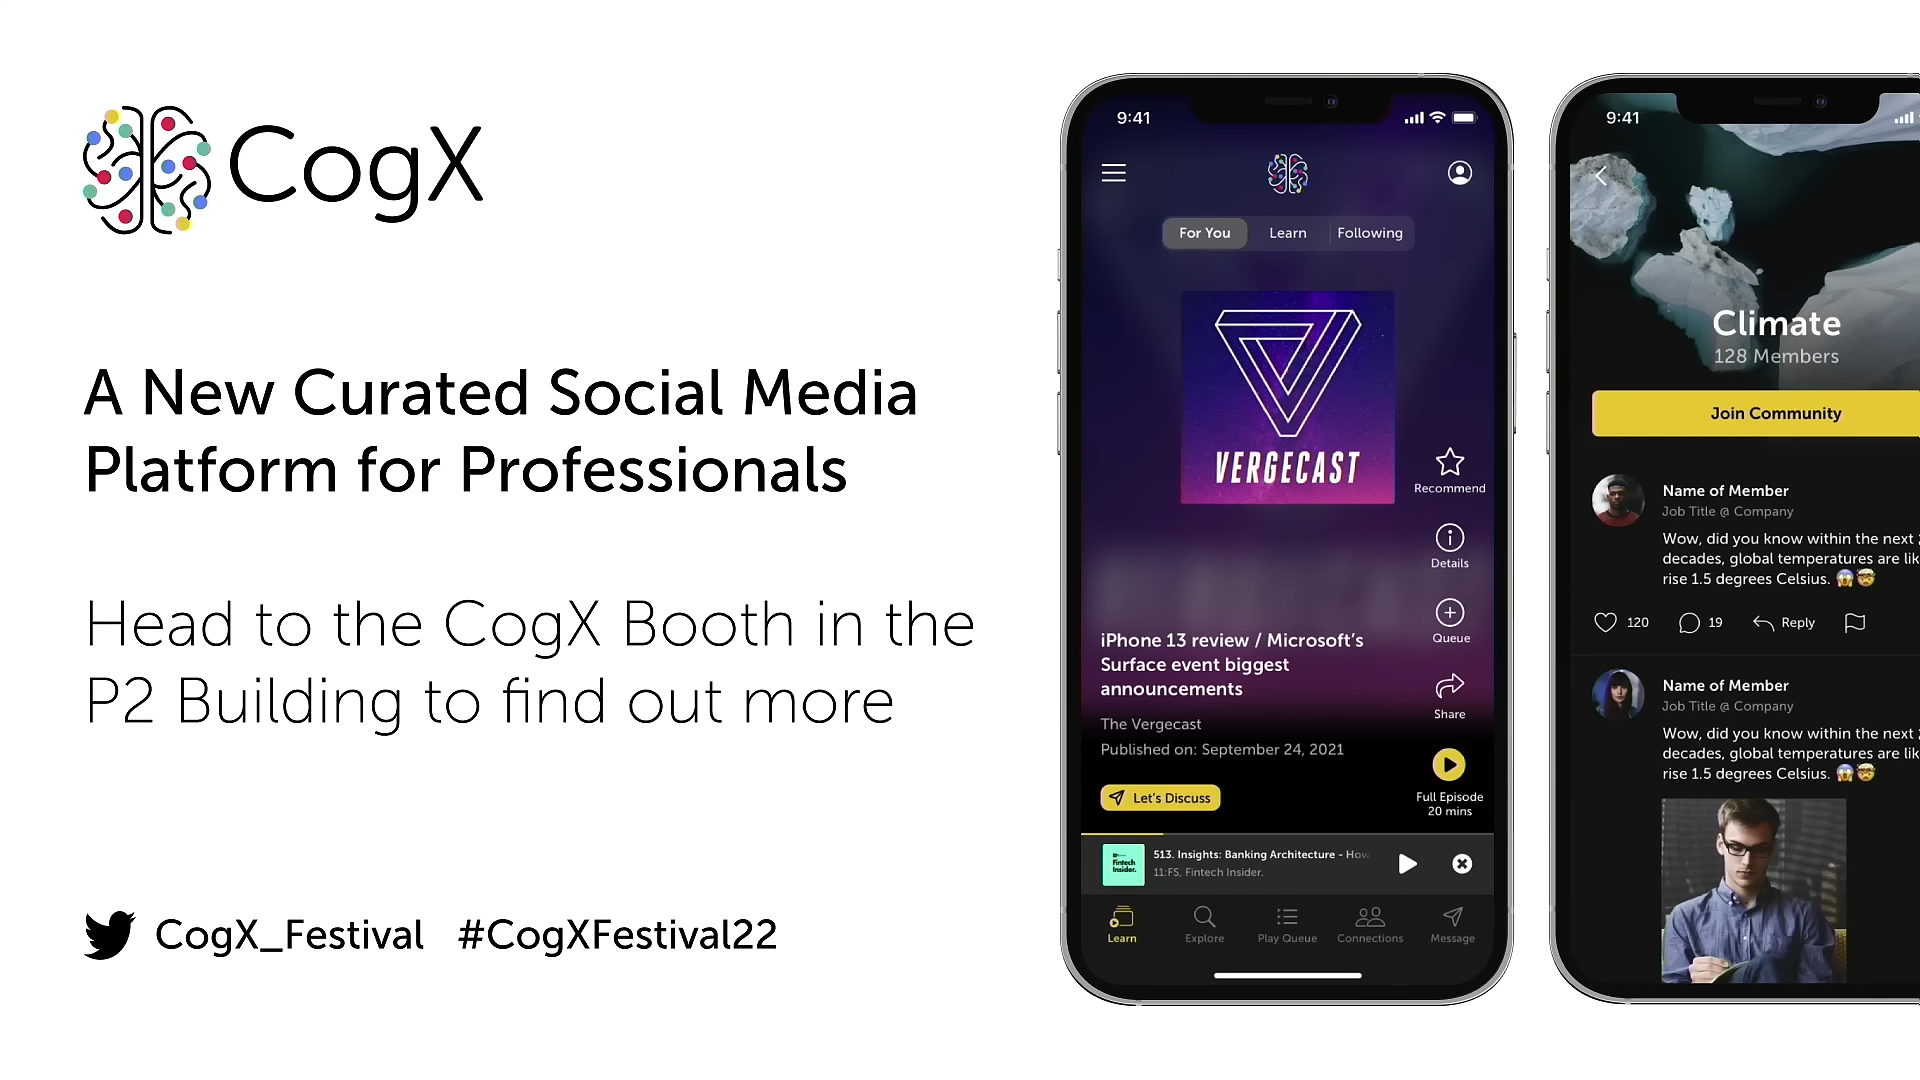 CogX
A New Curated Social Media
Platform for Professionals
Head to the CogX Booth in the
P2 Building to find out more
CogX_Festival #CogXFestival22
9:41
For You Learn Following
VERGECAST
Recommend
Details
Queue
iPhone 13 review / Microsoft's
Surface event biggest
announcements
Share
The Vergecast
Published on: September 24, 2021
Let's Discuss
Full Episode
20 mins
Fintech
Insider.
513. Insights: Banking Architecture - How
11:FS, Fintech Insider.
Learn Explore Play Queue Connections Message
9:41
Climate
128 Members
Join Community
Name of Member
Job Title @ Company
Wow, did you know within the next
decades, global temperatures are lik
rise 1.5 degrees Celsius. 😱🤯
120 19 Reply
Name of Member
Job Title @ Company
Wow, did you know within the next
decades, global temperatures are lik
rise 1.5 degrees Celsius. 😱🤯